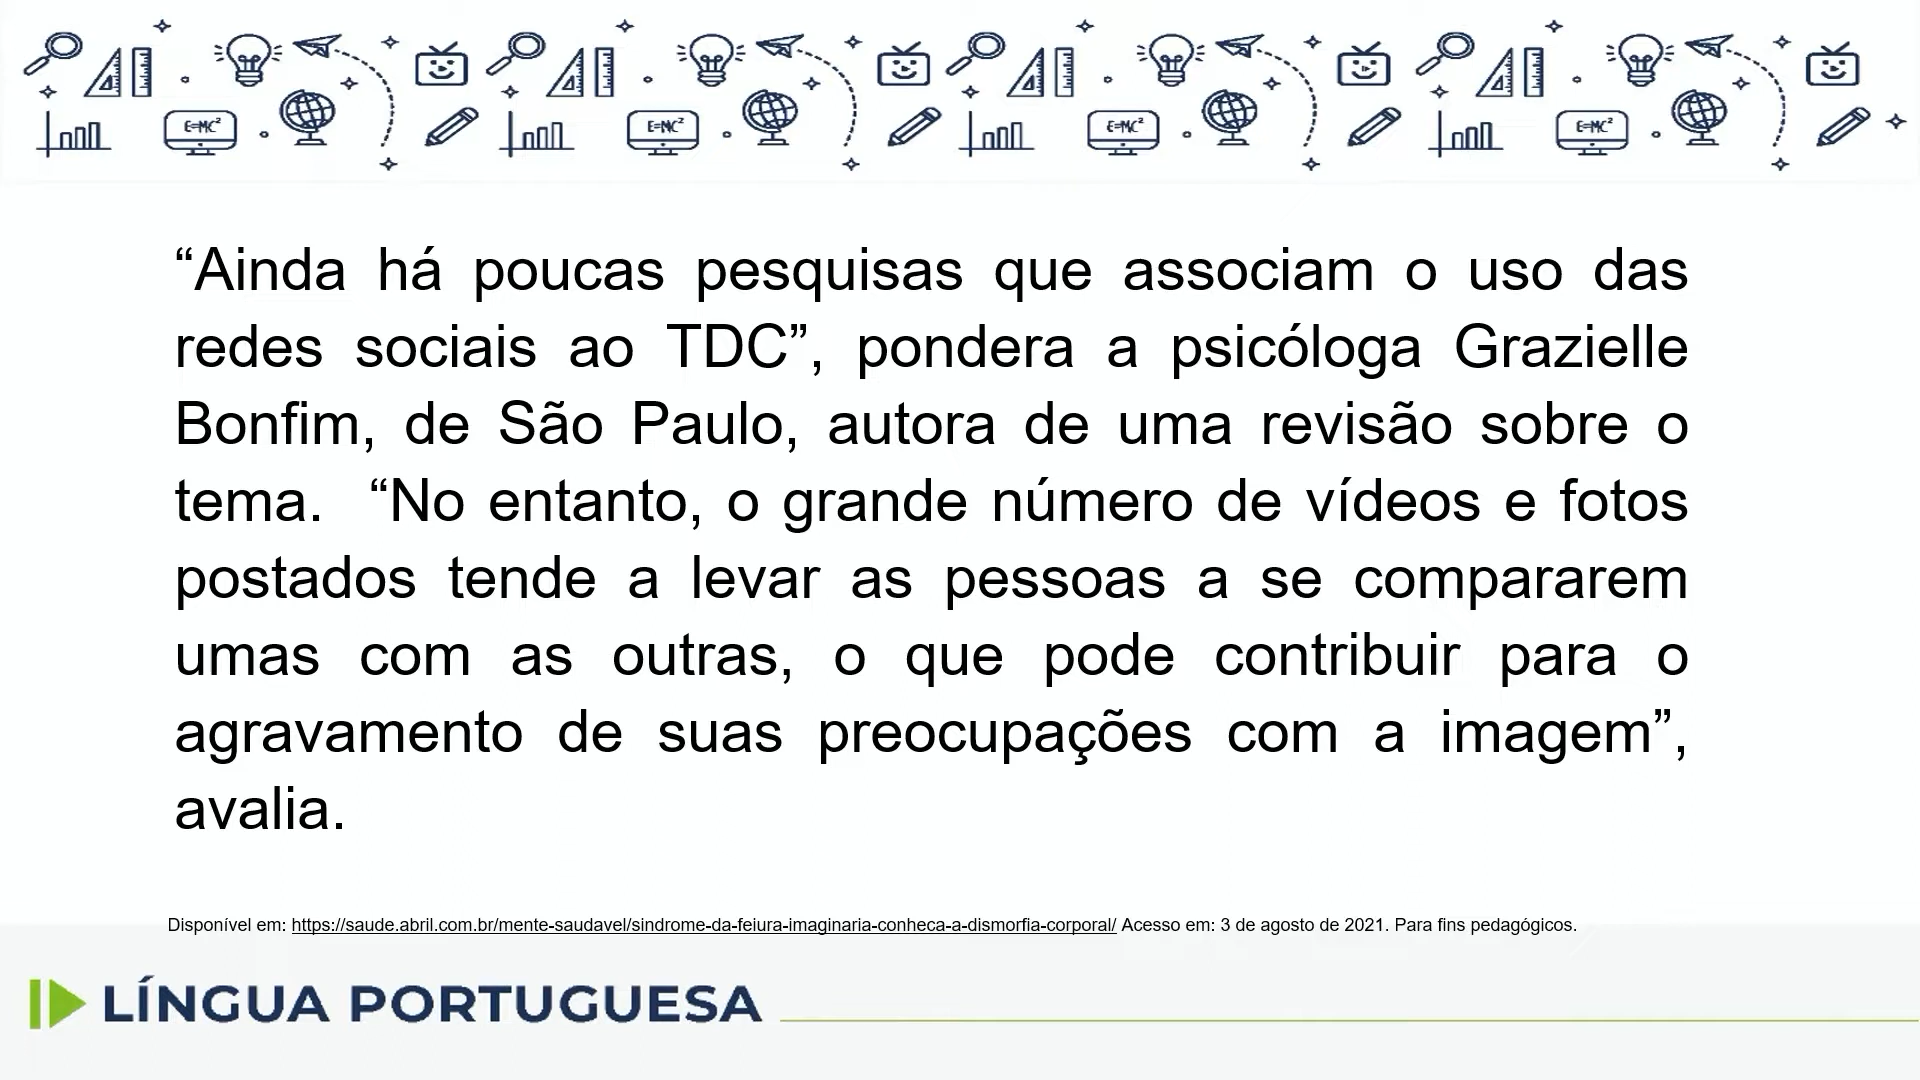 E=MC²
E=MC²
E=MC²
E=MC²
“Ainda há poucas pesquisas que associam o uso das
redes sociais ao TDC”, pondera a psicóloga Grazielle
Bonfim, de São Paulo, autora de uma revisão sobre o
tema. “No entanto, o grande número de vídeos e fotos
postados tende a levar as pessoas a se compararem
umas com as outras, o que pode contribuir para o
agravamento de suas preocupações com a imagem”,
avalia.
Disponível em: https://saude.abril.com.br/mente-saudavel/sindrome-da-feiura-imaginaria-conheca-a-dismorfia-corporal/ Acesso em: 3 de agosto de 2021. Para fins pedagógicos.
LÍNGUA PORTUGUESA